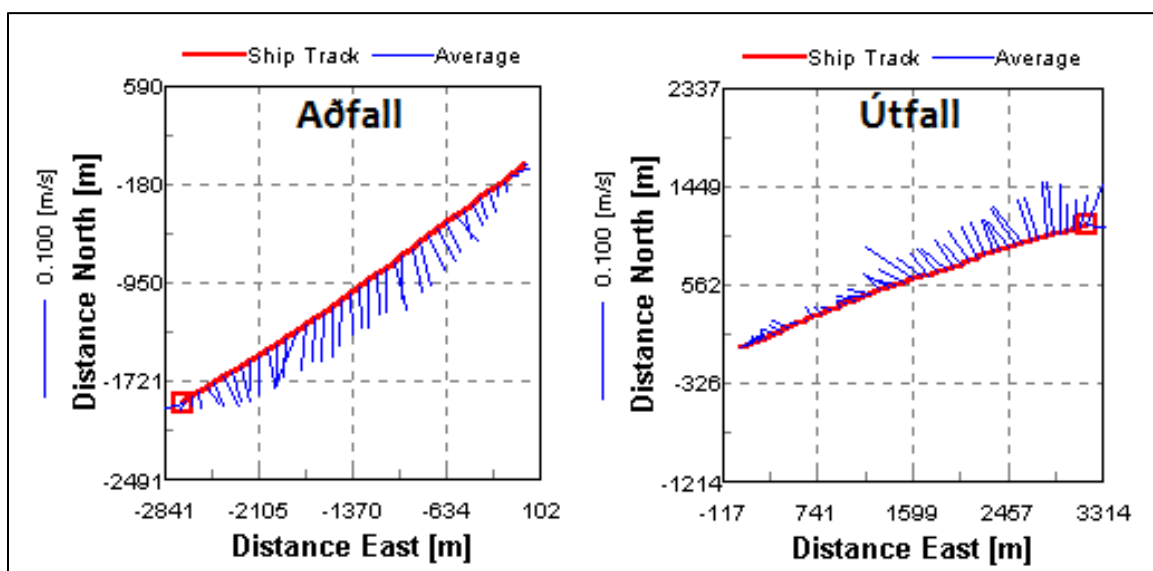 Ship Track Average
590
Aðfall
-180
-950
-1721
-2491
-2841 -2105 -1370 -634 102
Distance East [m]
Distance North [m]
0.100 [m/s]
Ship Track Average
2337
Útfall
1449
562
-326
-1214
-117 741 1599 2457 3314
Distance East [m]
Distance North [m]
0.100 [m/s]